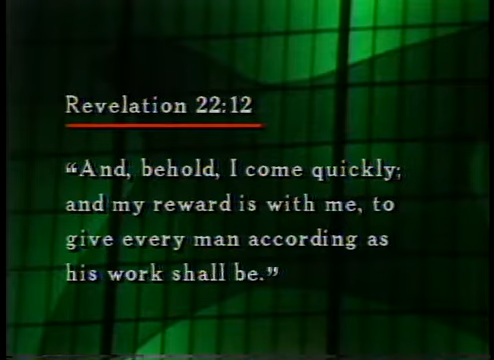 Revelation 22:12
“And, behold, I come quickly;
and my reward is with me, to
give every man according as
his work shall be.”